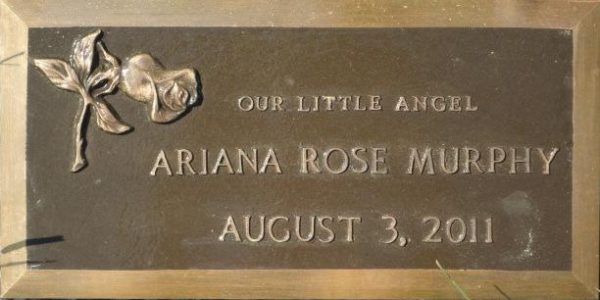 OUR LITTLE ANGEL
ARIANA ROSE MURPHY
AUGUST 3, 2011